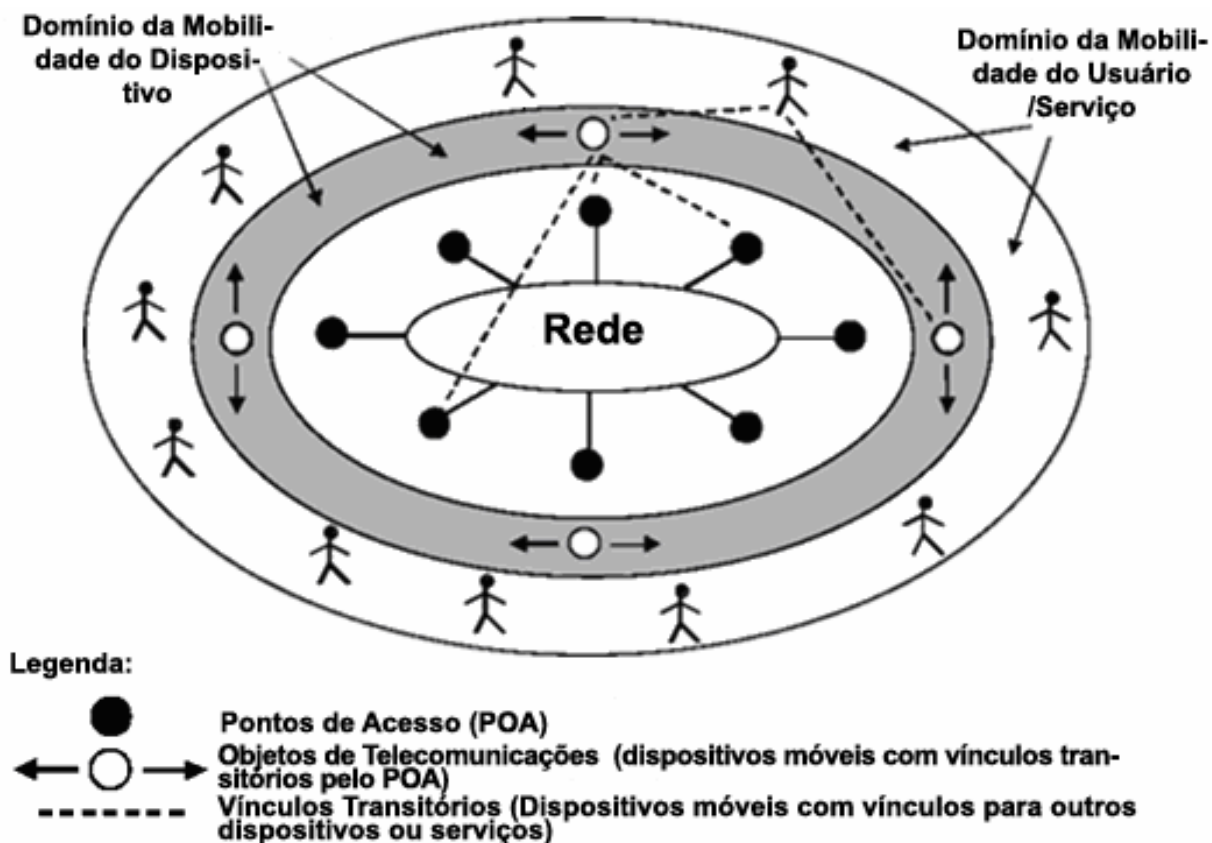 Domínio da Mobili-
dade do Disposi-
tivo
Domínio da Mobili-
dade do Usuário
/Serviço
Rede
Legenda:
Pontos de Acesso (POA)
Objetos de Telecomunicações (dispositivos móveis com vínculos tran-
sitórios pelo POA)
Vínculos Transitórios (Dispositivos móveis com vínculos para outros
dispositivos ou serviços)